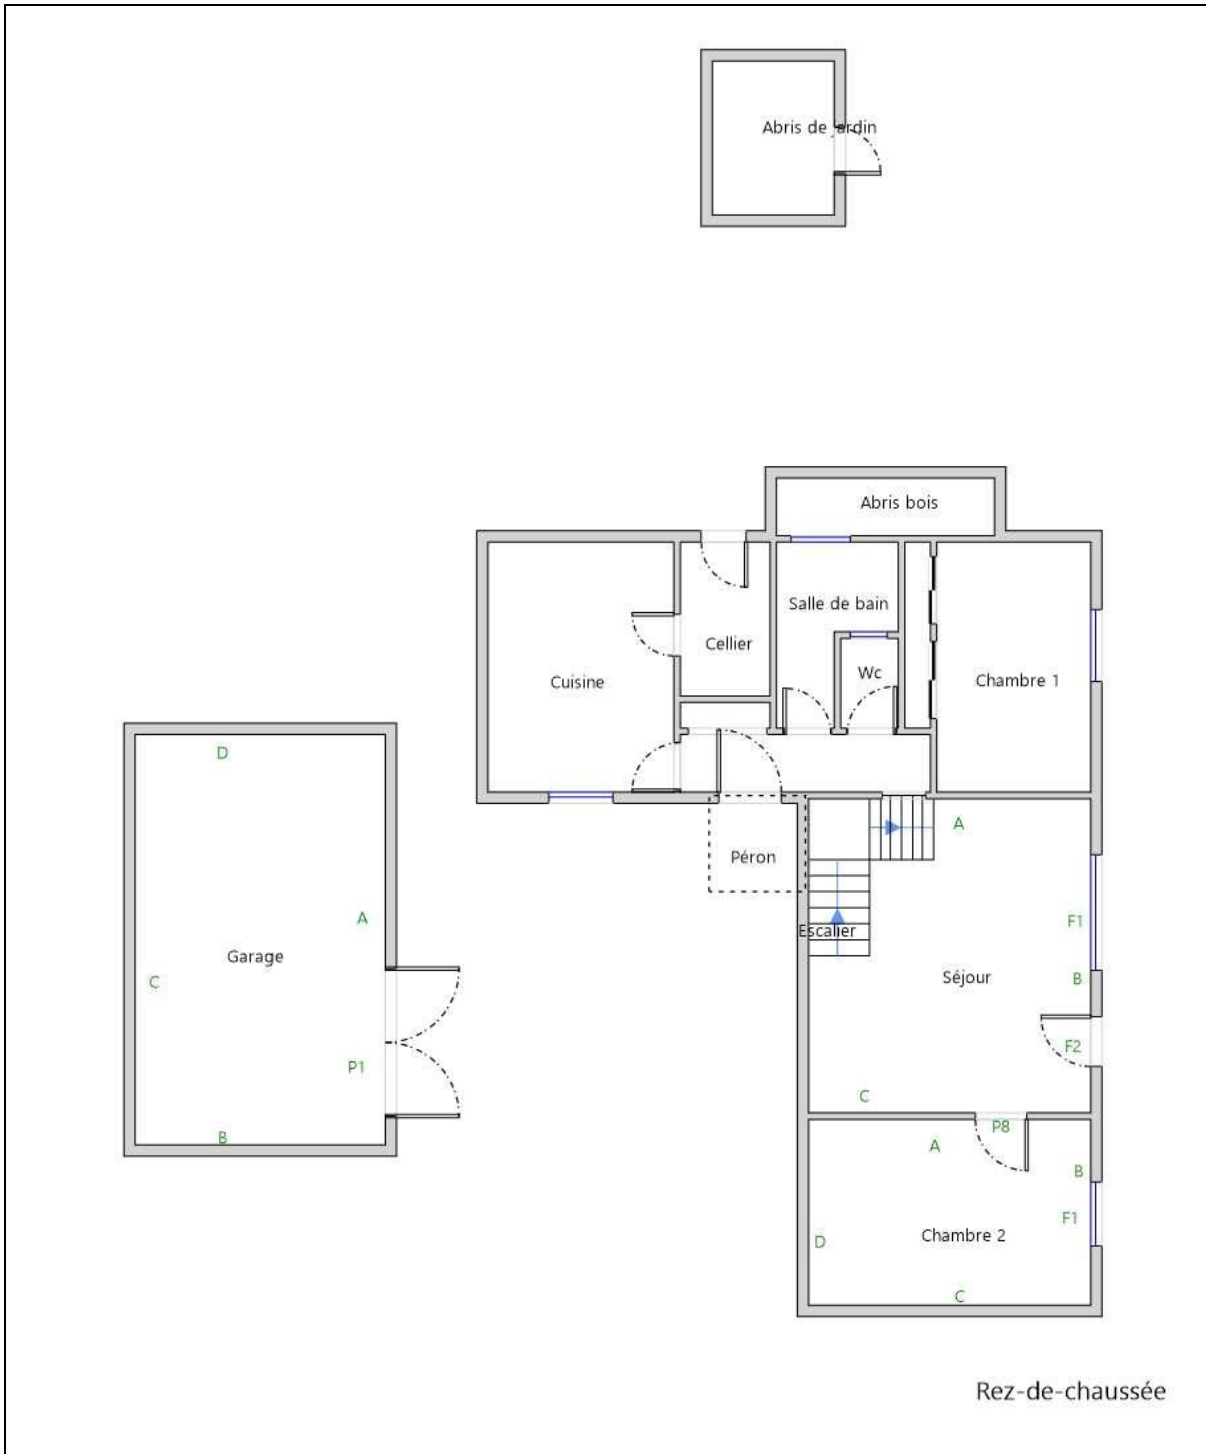 Abris de jardin
Abris bois
Salle de bain
Cellier
Wc
Chambre 1
Cuisine
D
A
Péron
F1
A
Escalier
Garage
Séjour
B
C
F2
P1
C
P8
B
A
B
F1
Chambre 2
D
C
Rez-de-chaussée